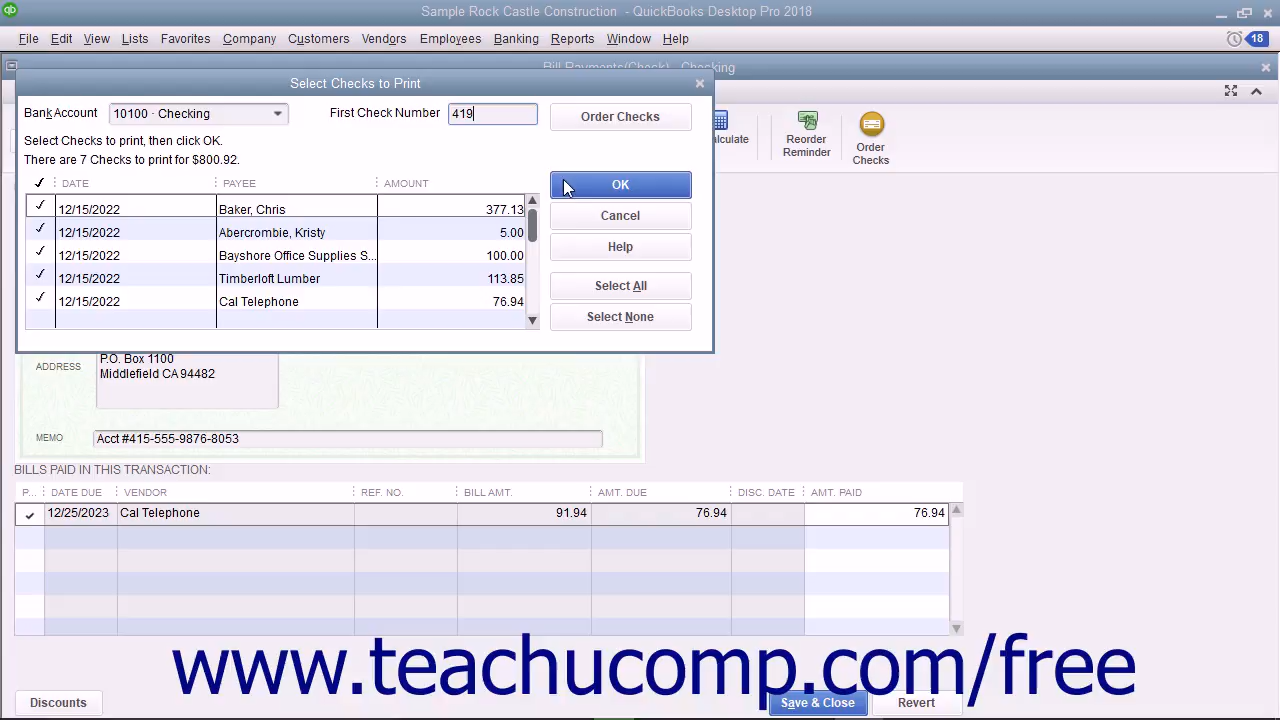 Sample Rock Castle Construction - QuickBooks Desktop Pro 2018
File Edit View Lists Favorites Company Customers Vendors Employees Banking Reports Window Help
18
Bill Payments(Check) - Checking
Select Checks to Print
Bank Account 10100 · Checking First Check Number 419 Order Checks
Select Checks to print, then click OK.
There are 7 Checks to print for $800.92.
DATE PAYEE AMOUNT
12/15/2022 Baker, Chris 377.13
12/15/2022 Abercrombie, Kristy 5.00
12/15/2022 Bayshore Office Supplies S... 100.00
12/15/2022 Timberloft Lumber 113.85
12/15/2022 Cal Telephone 76.94
OK
Cancel
Help
Select All
Select None
Reorder
Reminder
Order
Checks
ADDRESS
P.O. Box 1100
Middlefield CA 94482
MEMO Acct #415-555-9876-8053
BILLS PAID IN THIS TRANSACTION:
P... DATE DUE VENDOR REF. NO. BILL AMT. AMT. DUE DISC. DATE AMT. PAID
12/25/2023 Cal Telephone 91.94 76.94 76.94
www.teachucomp.com/free
Discounts Save & Close Revert